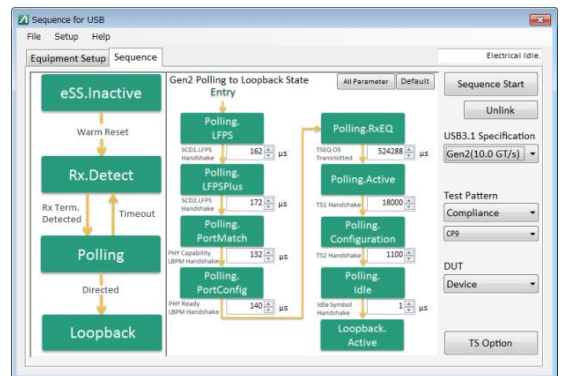 Sequence for USB
File Setup Help
Equipment Setup Sequence
Electrical Idle.
eSS.Inactive
Warm Reset
Rx.Detect
Rx Term.
Detected
Timeout
Polling
Directed
Loopback
Gen2 Polling to Loopback State
All Parameter Default
Entry
Polling.
LFPS
SCD1.LFPS
Handshake
162 µs
Polling.
LFPSPlus
SCD2.LFPS
Handshake
172 µs
Polling.
PortMatch
PHY Capability
LBPM Handshake
132 µs
Polling.
PortConfig
PHY Ready
LBPM Handshake
140 µs
Polling.RxEQ
TSEQ OS
Transmitted
524288 µs
Polling.Active
TS1 Handshake 18000
Polling.
Configuration
TS2 Handshake 1100
Polling.
Idle
Idle Symbol
Handshake
1 µs
Loopback.
Active
Sequence Start
Unlink
USB3.1 Specification
Gen2(10.0 GT/s)
Test Pattern
Compliance
CP9
DUT
Device
TS Option